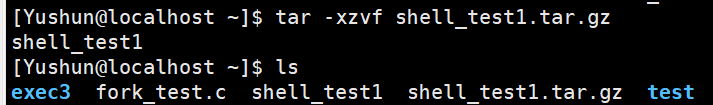 [Yushun@localhost ~]$ tar -xzvf shell_test1.tar.gz
shell_test1
[Yushun@localhost ~]$ ls
exec3 fork_test.c shell_test1 shell_test1.tar.gz test